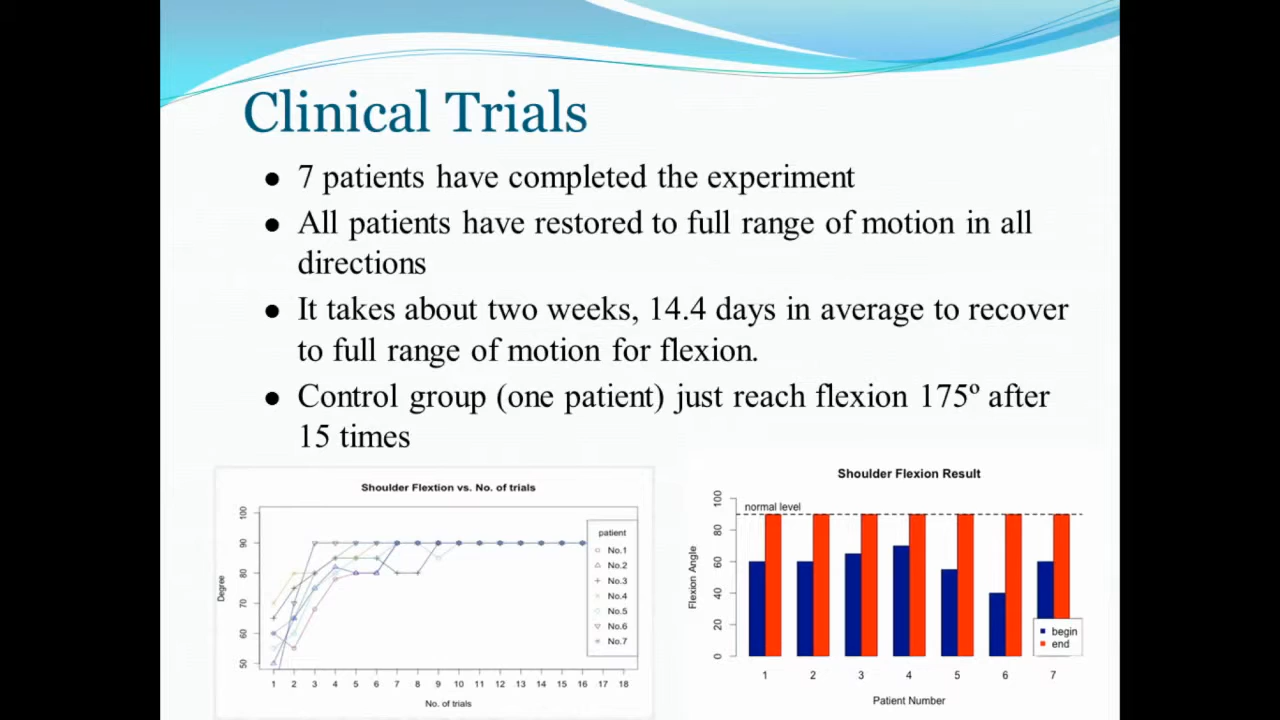 Clinical Trials
● 7 patients have completed the experiment
● All patients have restored to full range of motion in all
directions
● It takes about two weeks, 14.4 days in average to recover
to full range of motion for flexion.
● Control group (one patient) just reach flexion 175º after
15 times
Shoulder Flextion vs. No. of trials
Degree
100
90
80
70
60
50
patient
No.1
No.2
No.3
No.4
No.5
No.6
No.7
1 2 3 4 5 6 7 8 9 10 11 12 13 14 15 16 17 18
No. of trials
Shoulder Flexion Result
Flexion Angle
100
80
60
40
20
0
normal level
begin
end
1 2 3 4 5 6 7
Patient Number